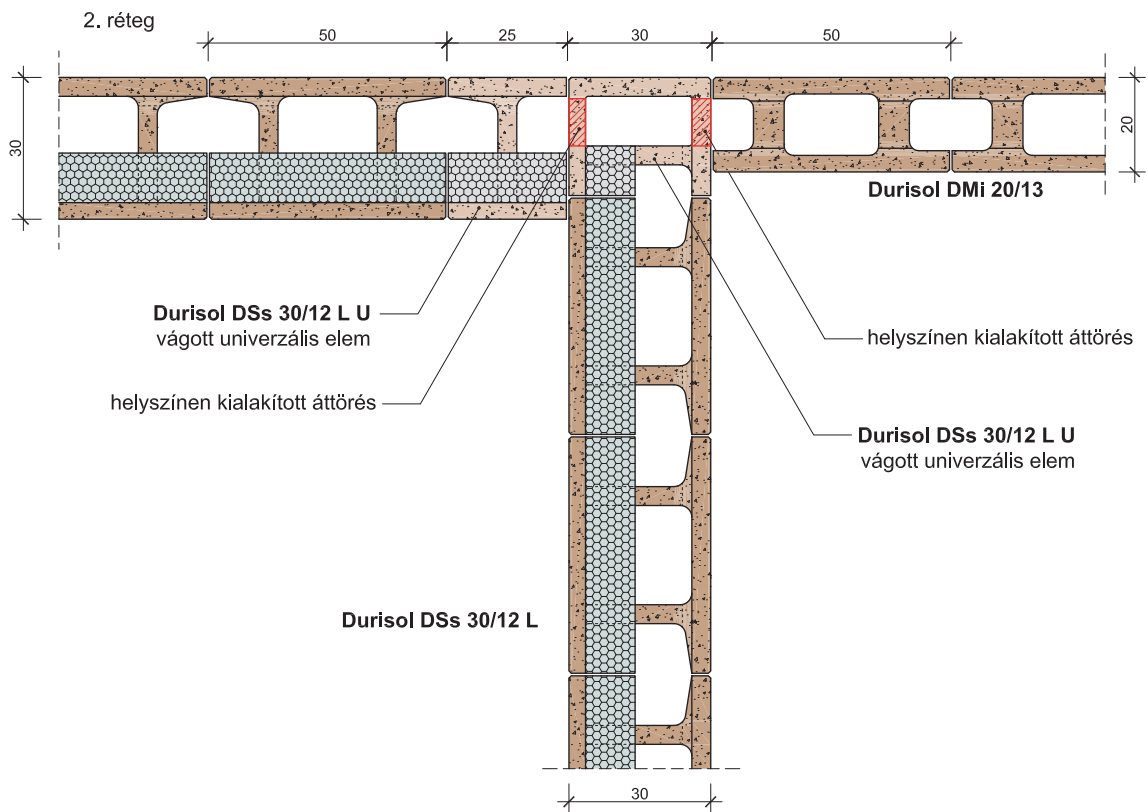 2. réteg
50
25
30
50
30
20
Durisol DMi 20/13
Durisol DSs 30/12 L U
vágott univerzális elem
helyszínen kialakított áttörés
helyszínen kialakított áttörés
Durisol DSs 30/12 L U
vágott univerzális elem
Durisol DSs 30/12 L
30